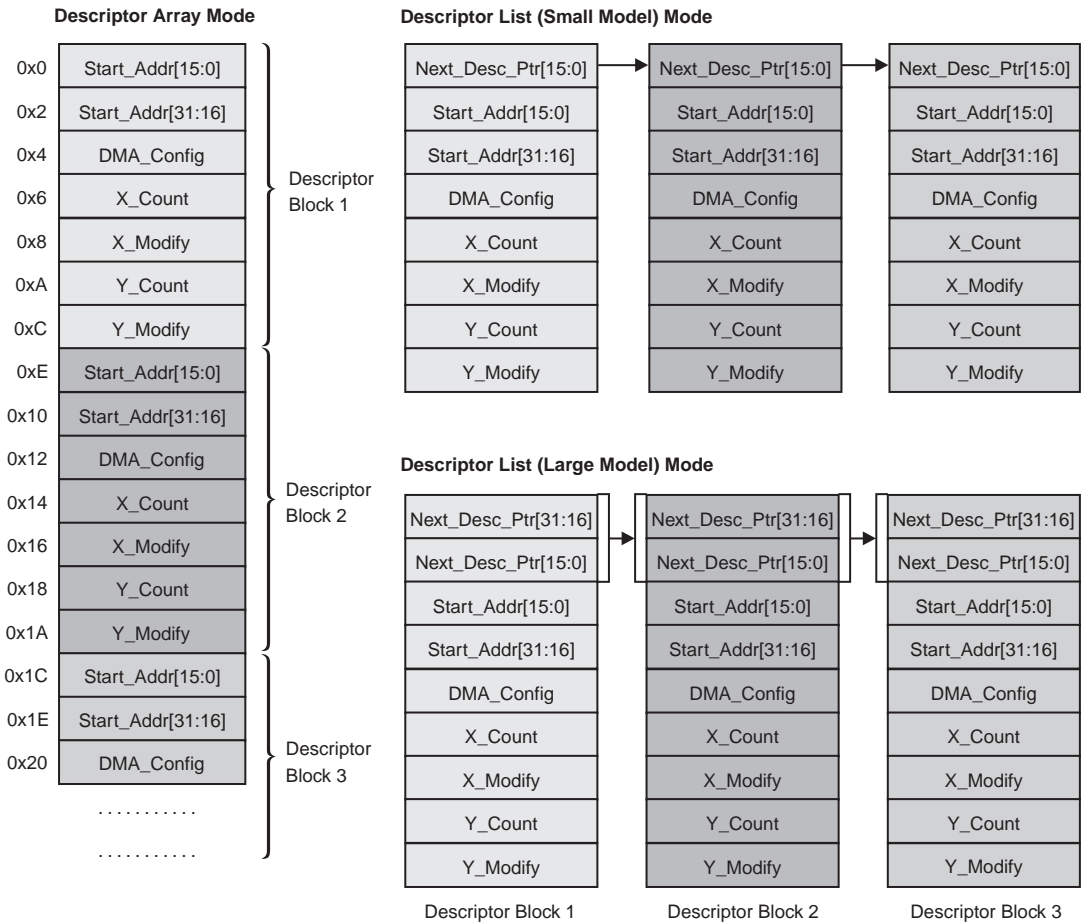 Descriptor Array Mode
0x0 Start_Addr[15:0]
0x2 Start_Addr[31:16]
0x4 DMA_Config
0x6 X_Count
0x8 X_Modify
0xA Y_Count
0xC Y_Modify
Descriptor
Block 1
0xE Start_Addr[15:0]
0x10 Start_Addr[31:16]
0x12 DMA_Config
0x14 X_Count
0x16 X_Modify
0x18 Y_Count
0x1A Y_Modify
Descriptor
Block 2
0x1C Start_Addr[15:0]
0x1E Start_Addr[31:16]
0x20 DMA_Config
. . . . . . . . . . .
. . . . . . . . . . .
Descriptor
Block 3
Descriptor List (Small Model) Mode
Next_Desc_Ptr[15:0] Next_Desc_Ptr[15:0] Next_Desc_Ptr[15:0]
Start_Addr[15:0] Start_Addr[15:0] Start_Addr[15:0]
Start_Addr[31:16] Start_Addr[31:16] Start_Addr[31:16]
DMA_Config DMA_Config DMA_Config
X_Count X_Count X_Count
X_Modify X_Modify X_Modify
Y_Count Y_Count Y_Count
Y_Modify Y_Modify Y_Modify
Descriptor List (Large Model) Mode
Next_Desc_Ptr[31:16] Next_Desc_Ptr[31:16] Next_Desc_Ptr[31:16]
Next_Desc_Ptr[15:0] Next_Desc_Ptr[15:0] Next_Desc_Ptr[15:0]
Start_Addr[15:0] Start_Addr[15:0] Start_Addr[15:0]
Start_Addr[31:16] Start_Addr[31:16] Start_Addr[31:16]
DMA_Config DMA_Config DMA_Config
X_Count X_Count X_Count
X_Modify X_Modify X_Modify
Y_Count Y_Count Y_Count
Y_Modify Y_Modify Y_Modify
Descriptor Block 1 Descriptor Block 2 Descriptor Block 3